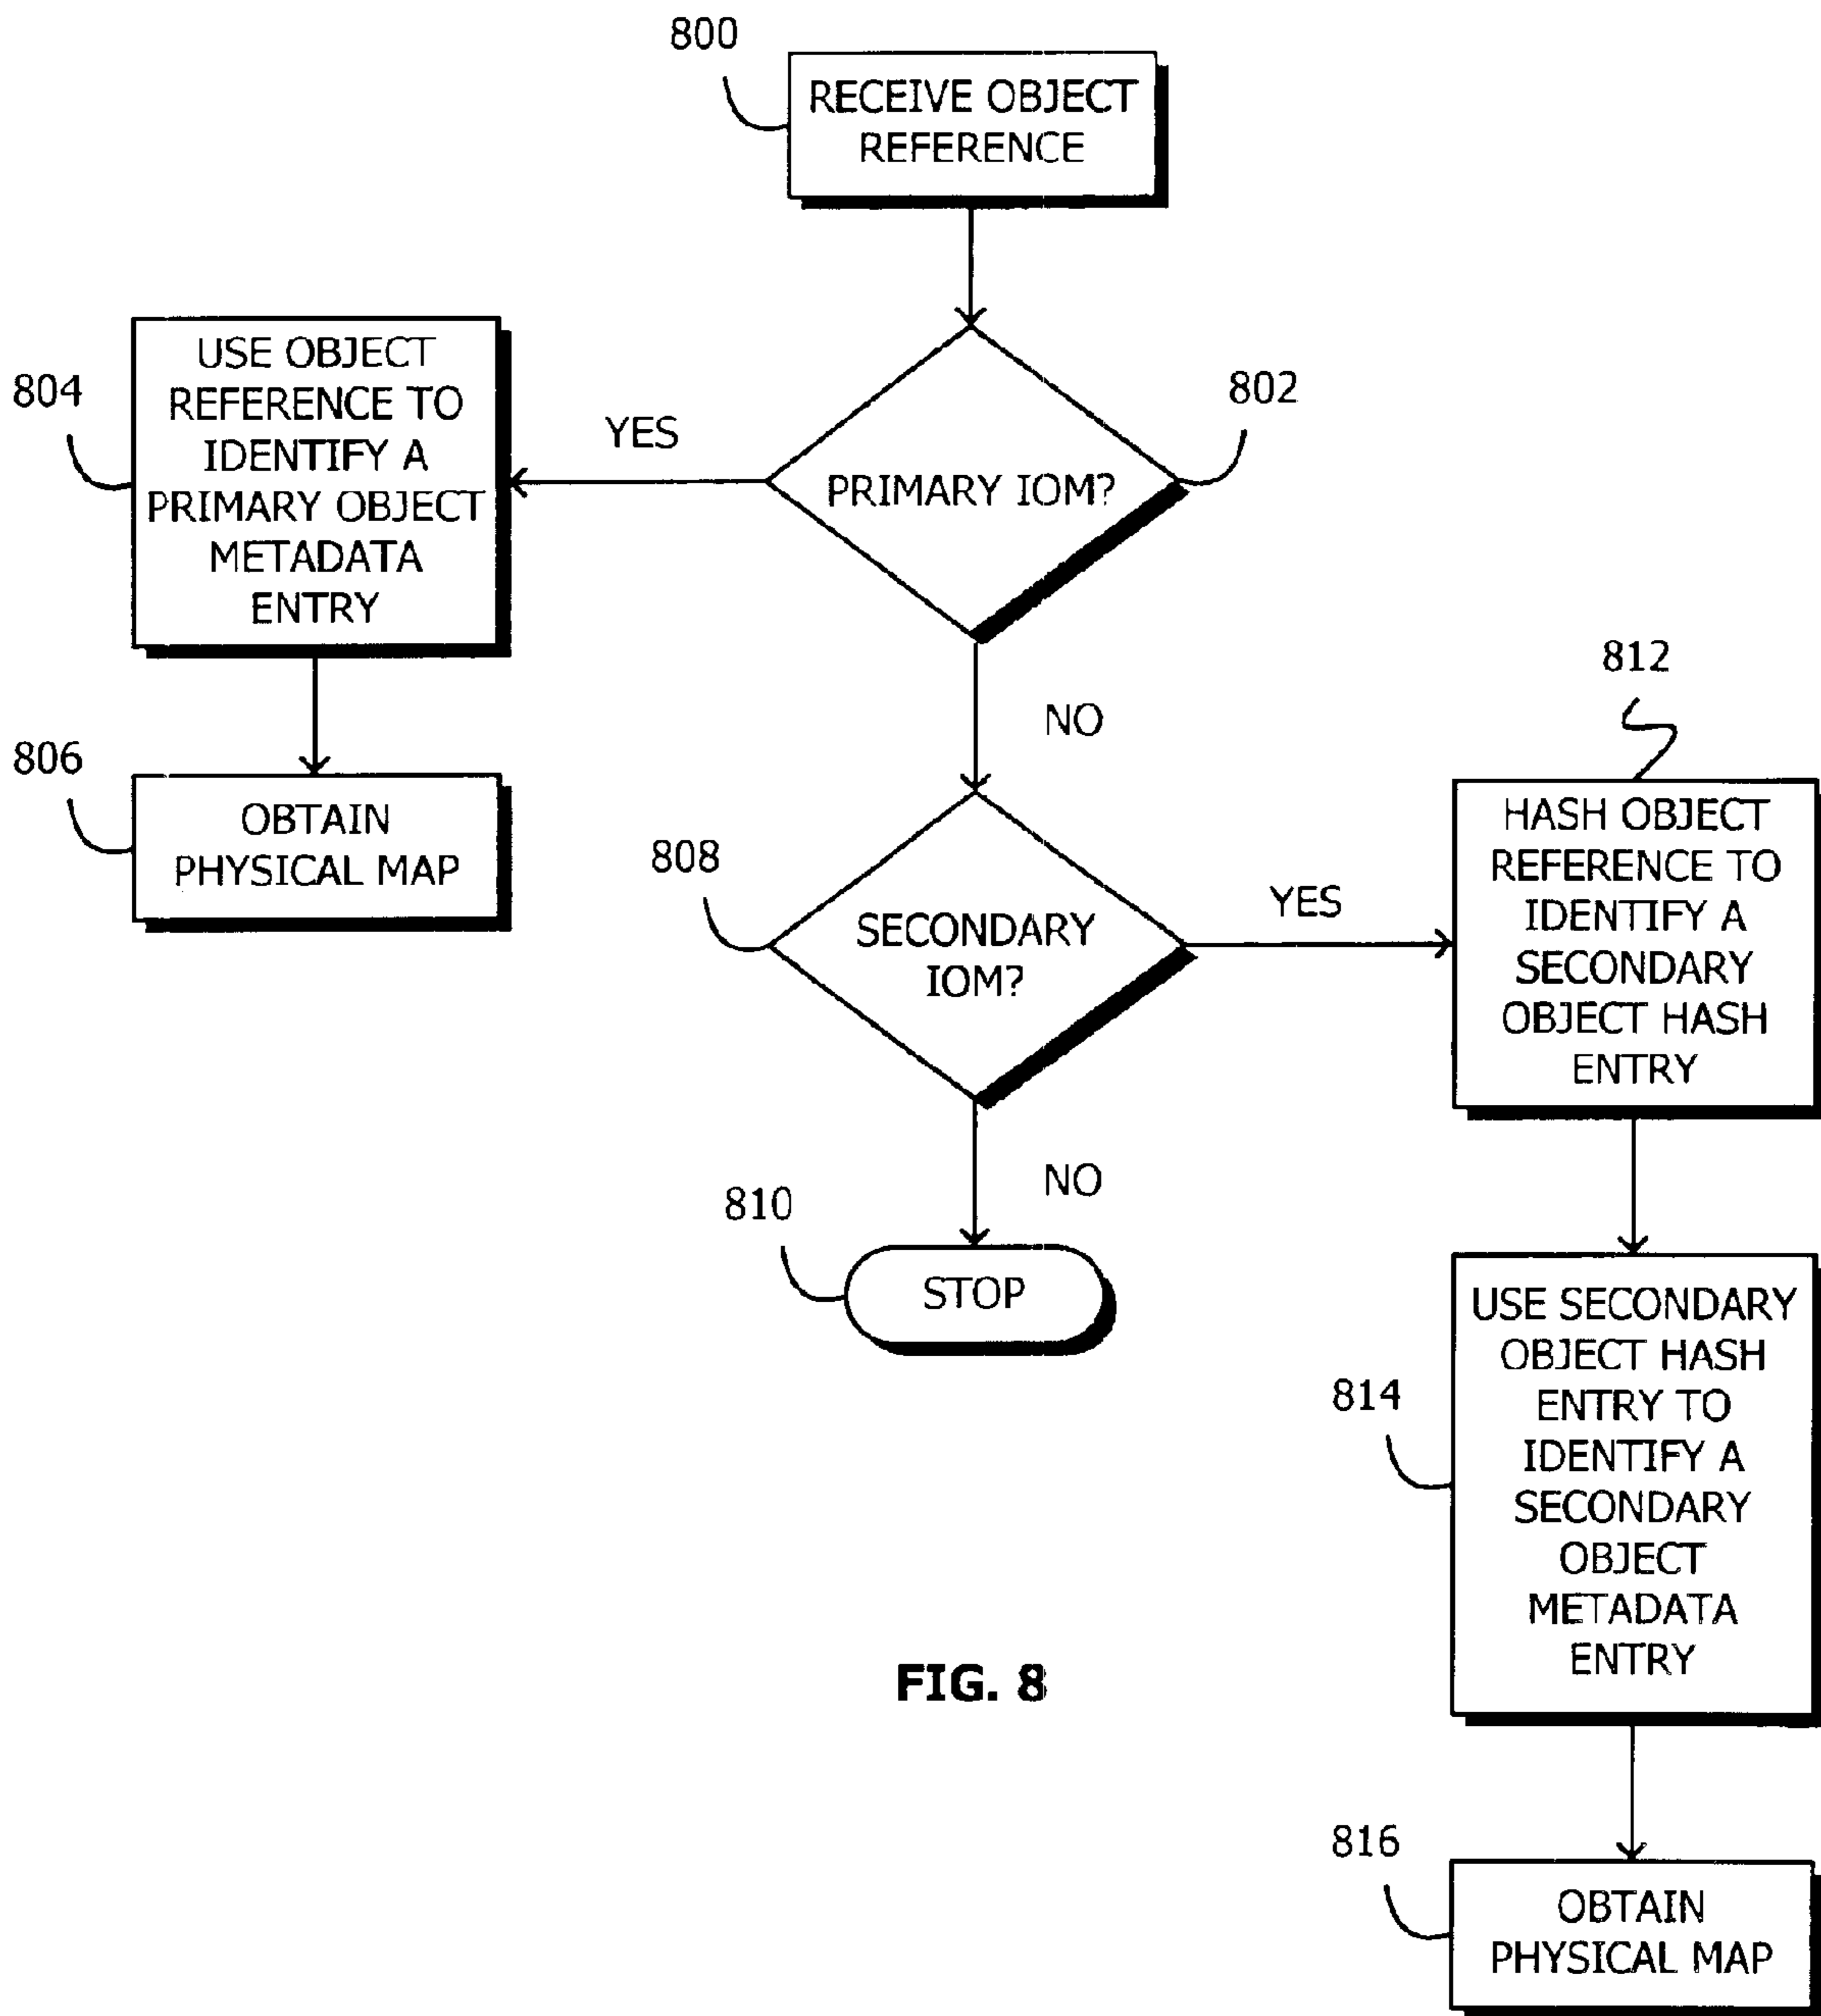 800
RECEIVE OBJECT
REFERENCE
804
USE OBJECT
REFERENCE TO
IDENTIFY A
PRIMARY OBJECT
METADATA
ENTRY
YES
PRIMARY IOM?
802
NO
806
OBTAIN
PHYSICAL MAP
808
SECONDARY
IOM?
YES
812
HASH OBJECT
REFERENCE TO
IDENTIFY A
SECONDARY
OBJECT HASH
ENTRY
NO
810
STOP
814
USE SECONDARY
OBJECT HASH
ENTRY TO
IDENTIFY A
SECONDARY
OBJECT
METADATA
ENTRY
816
OBTAIN
PHYSICAL MAP
FIG. 8